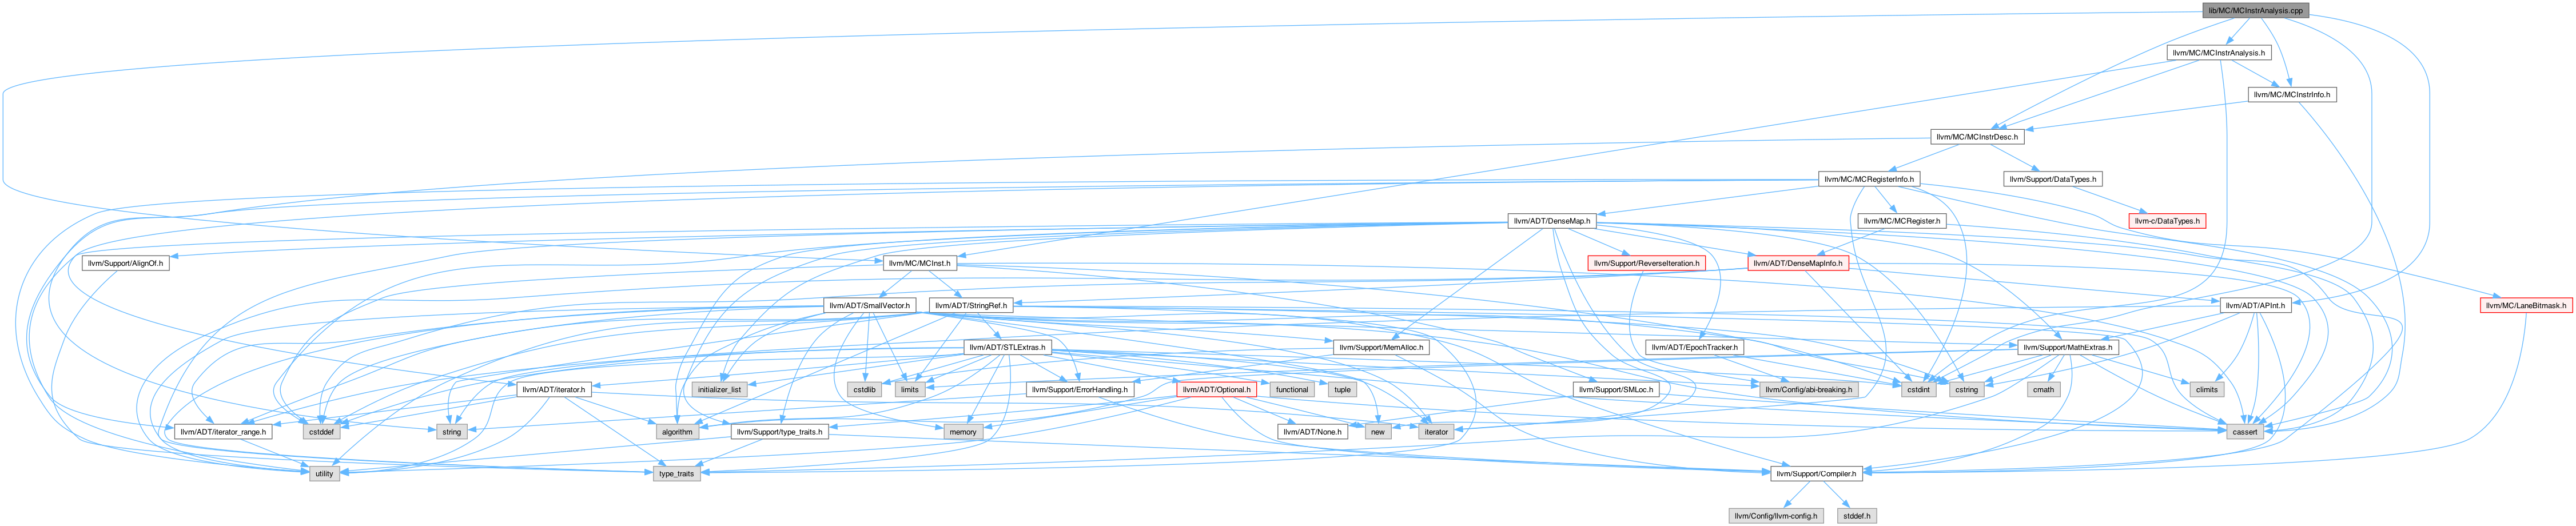 lib/MC/MCInstrAnalysis.cpp
llvm/MC/MCInstrAnalysis.h
llvm/MC/MCInstrInfo.h
llvm/MC/MCInstrDesc.h
llvm/MC/MCRegisterInfo.h
llvm/Support/DataTypes.h
llvm/ADT/DenseMap.h
llvm/MC/MCRegister.h
llvm-c/DataTypes.h
llvm/Support/AlignOf.h
llvm/MC/MCInst.h
llvm/Support/ReverseIteration.h
llvm/ADT/DenseMapInfo.h
llvm/ADT/SmallVector.h
llvm/ADT/StringRef.h
llvm/ADT/APInt.h
llvm/MC/LaneBitmask.h
llvm/ADT/STLExtras.h
llvm/Support/MemAlloc.h
llvm/ADT/EpochTracker.h
llvm/Support/MathExtras.h
llvm/ADT/iterator.h
initializer_list
cstdlib
limits
llvm/Support/ErrorHandling.h
llvm/ADT/Optional.h
functional
tuple
llvm/Support/SMLoc.h
llvm/Config/abi-breaking.h
cstdint
cstring
cmath
climits
llvm/ADT/iterator_range.h
cstddef
string
algorithm
llvm/Support/type_traits.h
memory
llvm/ADT/None.h
new
iterator
cassert
utility
type_traits
llvm/Support/Compiler.h
llvm/Config/llvm-config.h
stddef.h